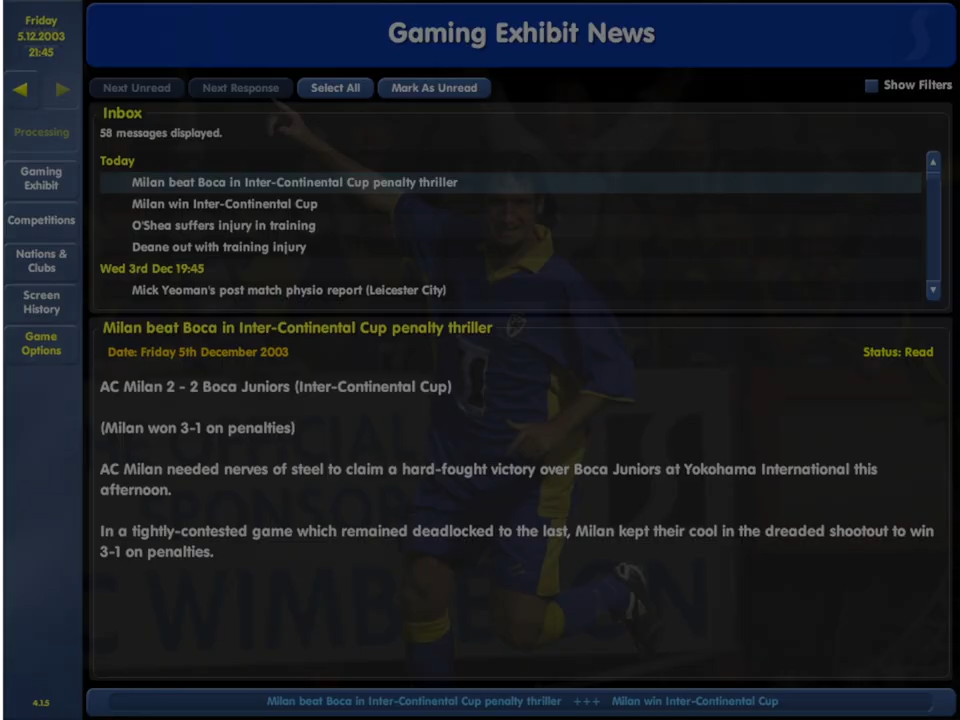 Friday
5.12.2003
21:45
Gaming Exhibit News
Next Unread
Next Response
Select All
Mark As Unread
Show Filters
Processing
Gaming
Exhibit
Competitions
Nations &
Clubs
Screen
History
Game
Options
4.1.5
Inbox
58 messages displayed.
Today
Milan beat Boca in Inter-Continental Cup penalty thriller
Milan win Inter-Continental Cup
O'Shea suffers injury in training
Deane out with training injury
Wed 3rd Dec 19:45
Mick Yeoman's post match physio report (Leicester City)
Milan beat Boca in Inter-Continental Cup penalty thriller
Date: Friday 5th December 2003
Status: Read
AC Milan 2 - 2 Boca Juniors (Inter-Continental Cup)
(Milan won 3-1 on penalties)
AC Milan needed nerves of steel to claim a hard-fought victory over Boca Juniors at Yokohama International this
afternoon.
In a tightly-contested game which remained deadlocked to the last, Milan kept their cool in the dreaded shootout to win
3-1 on penalties.
OFFICIAL
SPONSOR
C WIMB ON
Milan beat Boca in Inter-Continental Cup penalty thriller +++ Milan win Inter-Continental Cup